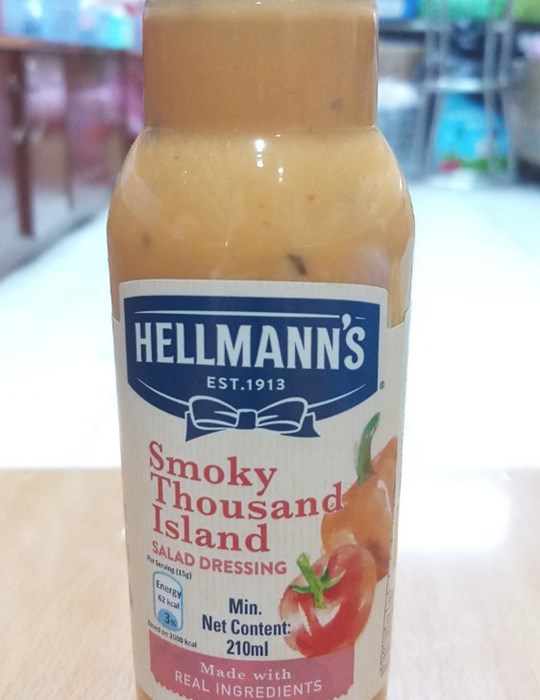 HELLMANN'S
EST.1913
Smoky
Thousand
Island
SALAD DRESSING
Per Serving (15g)
Energy
62 kcal
3%
Based on 2000 kcal
Min.
Net Content:
210ml
Made with
REAL INGREDIENTS